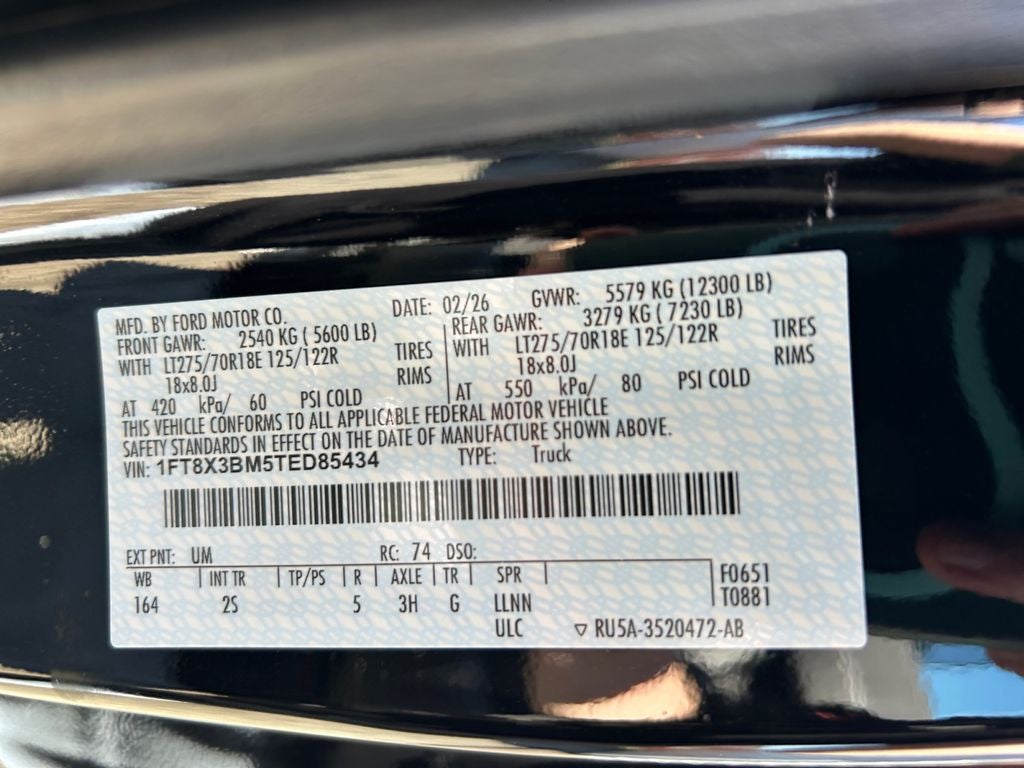 MFD. BY FORD MOTOR CO. DATE: 02/26 GVWR: 5579 KG (12300 LB)
FRONT GAWR: 2540 KG ( 5600 LB) REAR GAWR: 3279 KG ( 7230 LB)
WITH LT275/70R18E 125/122R TIRES WITH LT275/70R18E 125/122R TIRES
18x8.0J RIMS 18x8.0J RIMS
AT 420 kPa/ 60 PSI COLD AT 550 kPa/ 80 PSI COLD
THIS VEHICLE CONFORMS TO ALL APPLICABLE FEDERAL MOTOR VEHICLE
SAFETY STANDARDS IN EFFECT ON THE DATE OF MANUFACTURE SHOWN ABOVE.
VIN: 1FT8X3BM5TED85434 TYPE: Truck
EXT PNT: UM RC: 74 DSO:
WB INT TR TP/PS R AXLE TR SPR F0651
164 2S 5 3H G LLNN T0881
ULC ▽ RU5A-3520472-AB